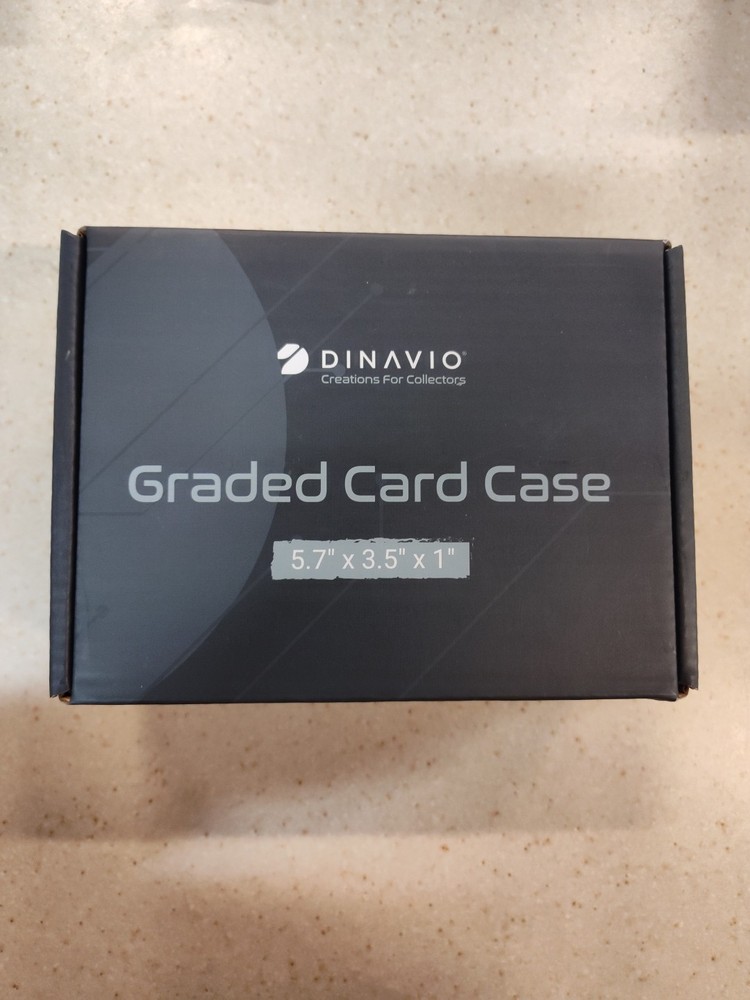 DINAVIO®
Creations For Collectors
Graded Card Case
5.7" x 3.5" x 1"